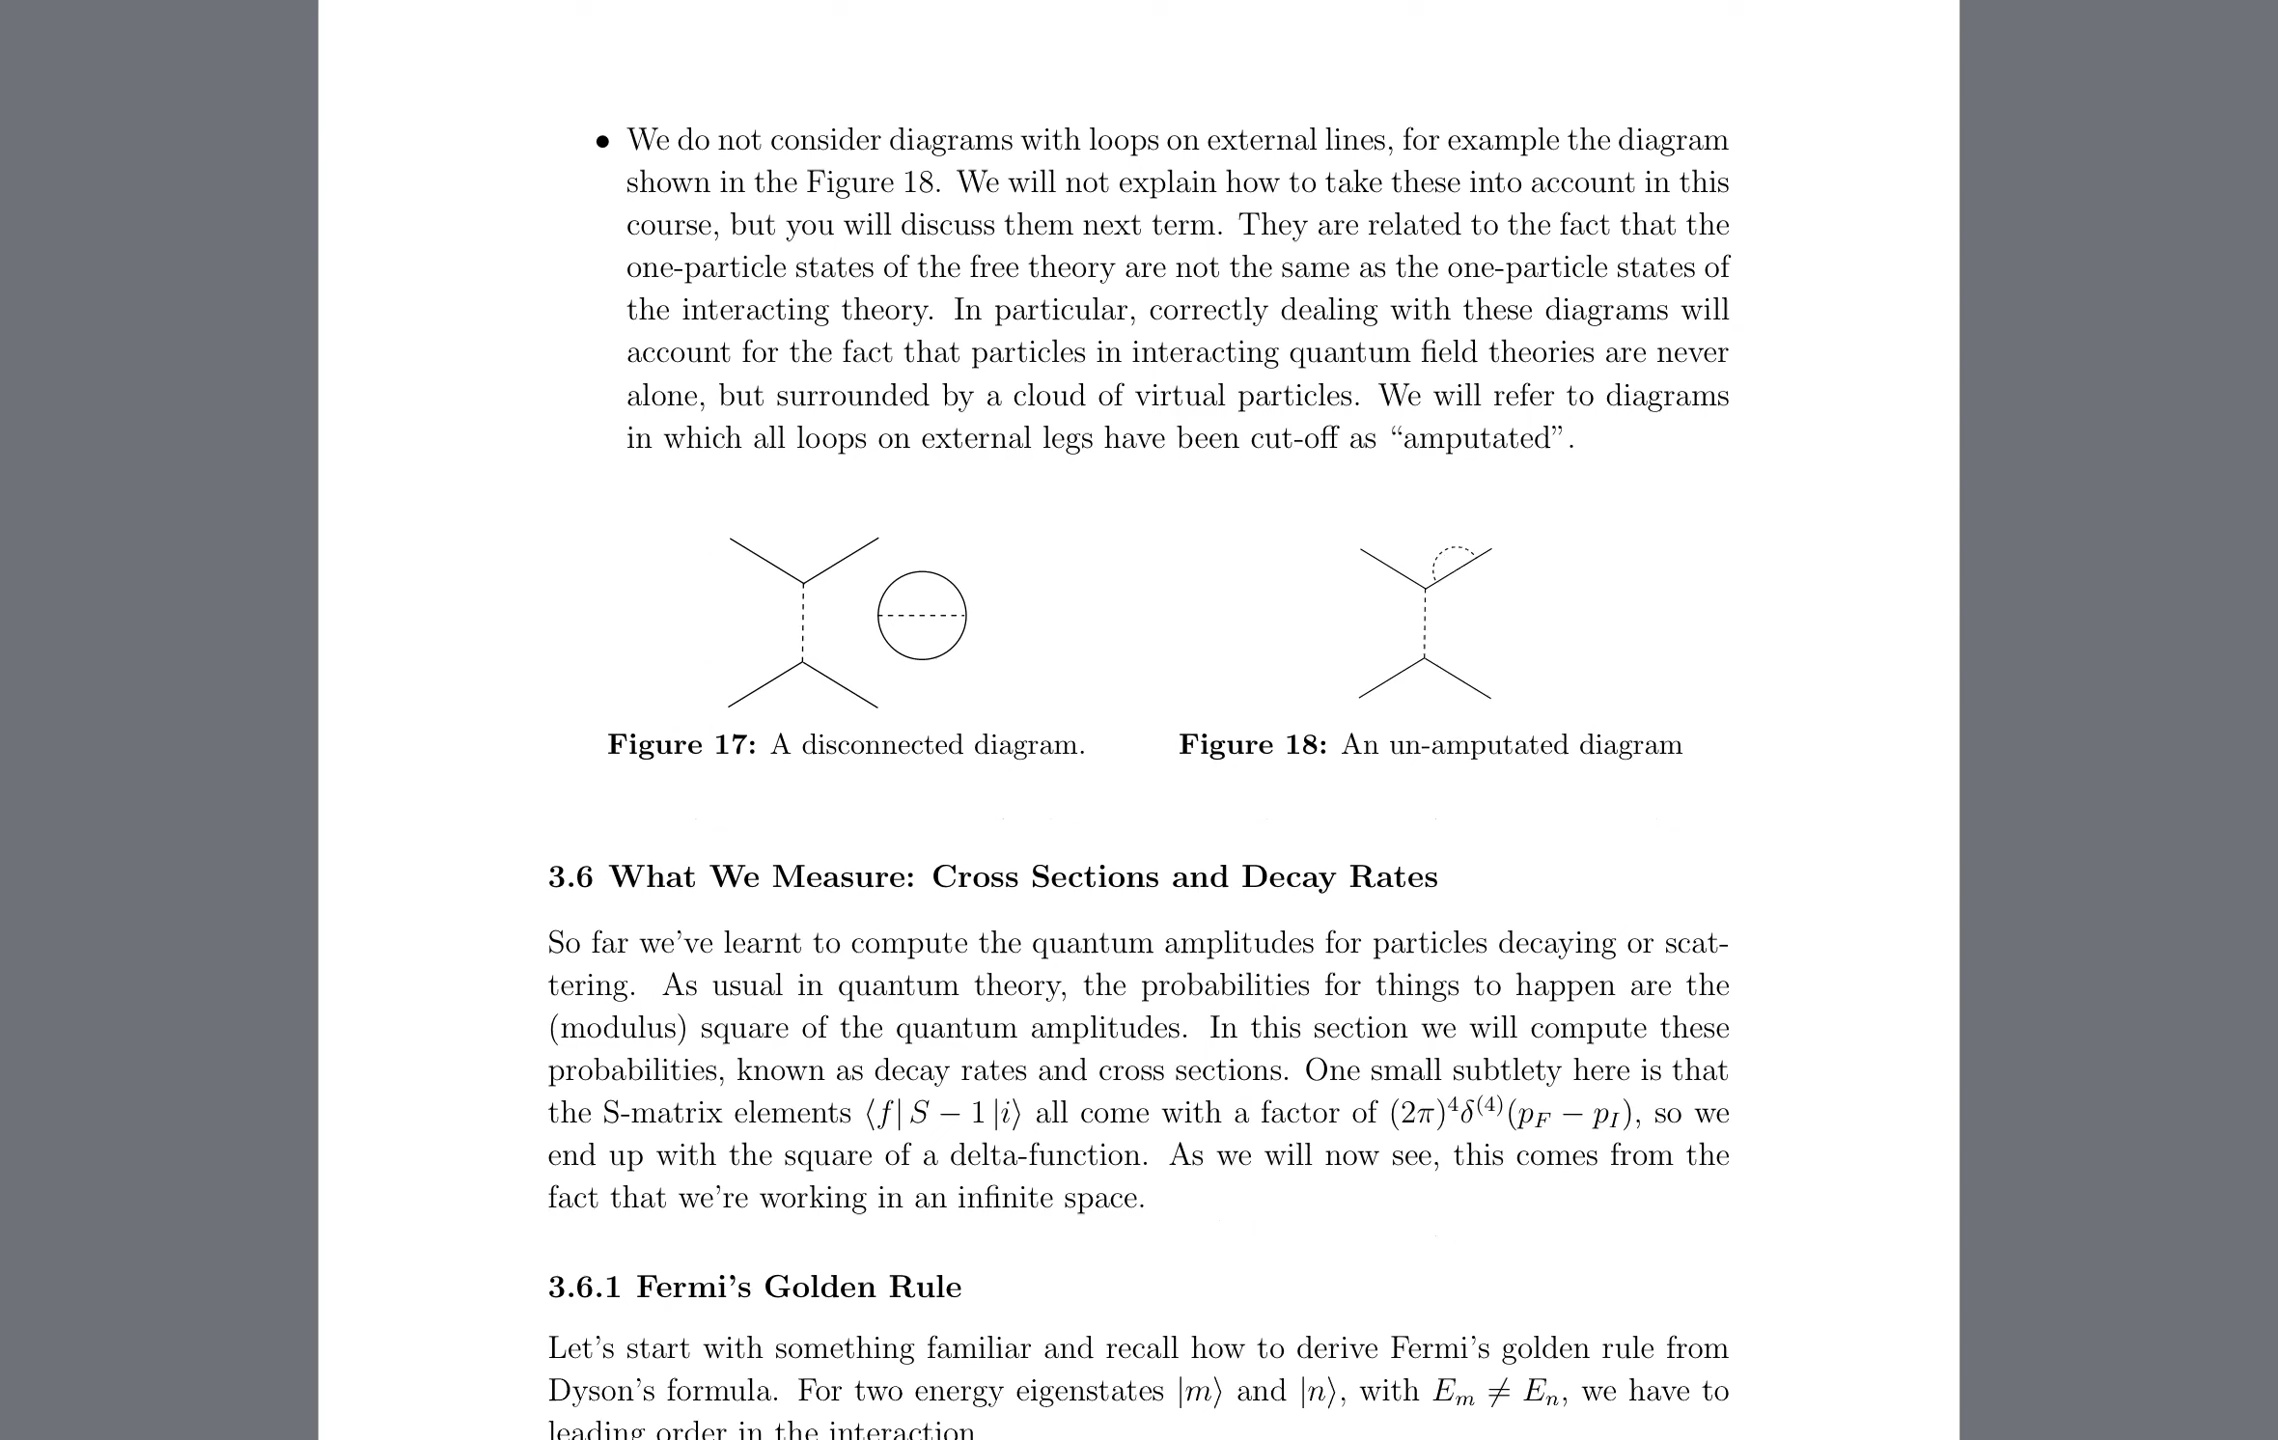 • We do not consider diagrams with loops on external lines, for example the diagram
shown in the Figure 18. We will not explain how to take these into account in this
course, but you will discuss them next term. They are related to the fact that the
one-particle states of the free theory are not the same as the one-particle states of
the interacting theory. In particular, correctly dealing with these diagrams will
account for the fact that particles in interacting quantum field theories are never
alone, but surrounded by a cloud of virtual particles. We will refer to diagrams
in which all loops on external legs have been cut-off as “amputated”.
Figure 17: A disconnected diagram.
Figure 18: An un-amputated diagram
3.6 What We Measure: Cross Sections and Decay Rates
So far we’ve learnt to compute the quantum amplitudes for particles decaying or scat-
tering. As usual in quantum theory, the probabilities for things to happen are the
(modulus) square of the quantum amplitudes. In this section we will compute these
probabilities, known as decay rates and cross sections. One small subtlety here is that
the S-matrix elements ⟨f| S − 1 |i⟩ all come with a factor of (2π)⁴δ⁽⁴⁾(p_F − p_I), so we
end up with the square of a delta-function. As we will now see, this comes from the
fact that we’re working in an infinite space.
3.6.1 Fermi’s Golden Rule
Let’s start with something familiar and recall how to derive Fermi’s golden rule from
Dyson’s formula. For two energy eigenstates |m⟩ and |n⟩, with E_m ≠ E_n, we have to
leading order in the interaction